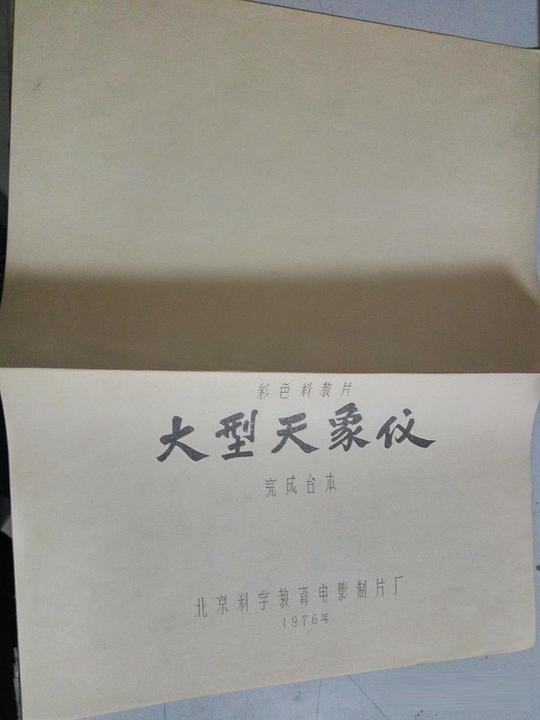 彩色科教片
大型天象仪
完成台本
北京科学教育电影制片厂
1976年